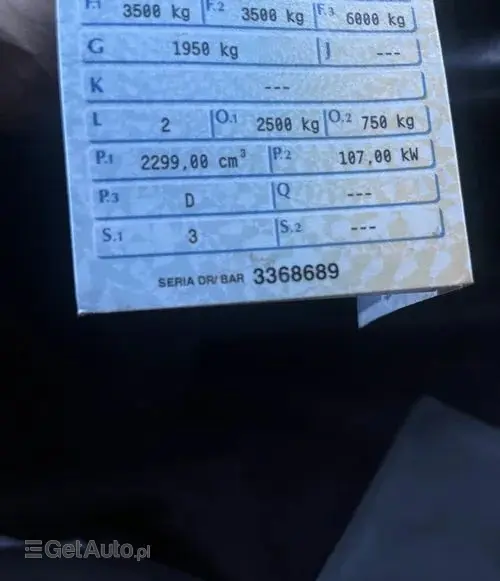 F.1 3500 kg F.2 3500 kg F.3 6000 kg
G 1950 kg J ---
K ---
L 2 O.1 2500 kg O.2 750 kg
P.1 2299,00 cm³ P.2 107,00 kW
P.3 D Q ---
S.1 3 S.2 ---
SERIA DR/BAR 3368689
GetAuto.pl